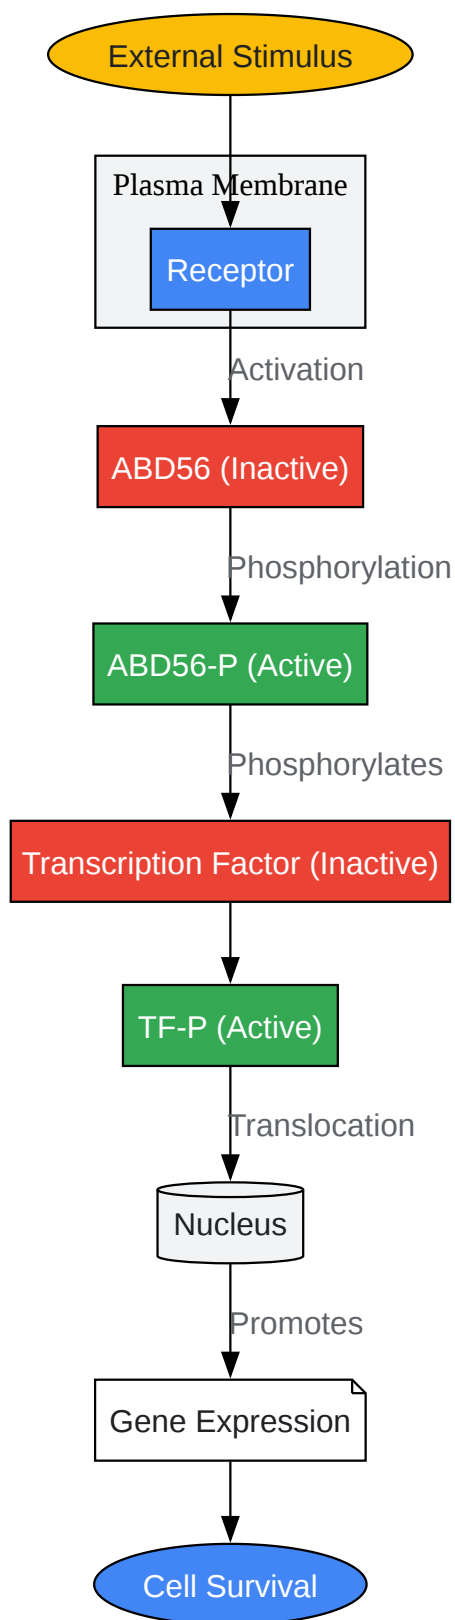 External Stimulus
Plasma Membrane
Receptor
Activation
ABD56 (Inactive)
Phosphorylation
ABD56-P (Active)
Phosphorylates
Transcription Factor (Inactive)
TF-P (Active)
Translocation
Nucleus
Promotes
Gene Expression
Cell Survival